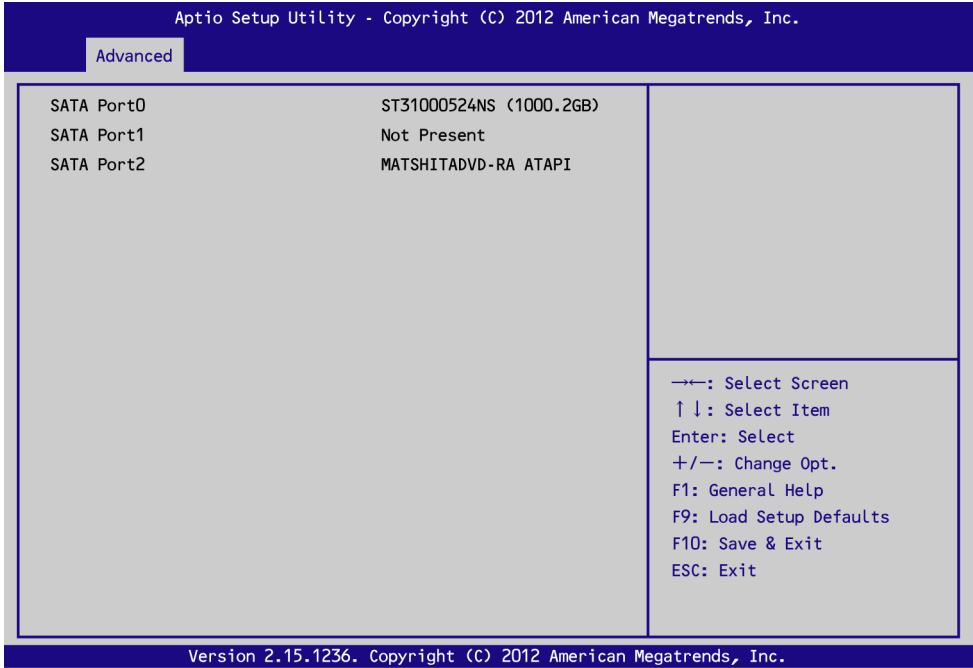 Aptio Setup Utility - Copyright (C) 2012 American Megatrends, Inc.
Advanced
SATA Port0 ST31000524NS (1000.2GB)
SATA Port1 Not Present
SATA Port2 MATSHITADVD-RA ATAPI
→←: Select Screen
↑↓: Select Item
Enter: Select
+/-: Change Opt.
F1: General Help
F9: Load Setup Defaults
F10: Save & Exit
ESC: Exit
Version 2.15.1236. Copyright (C) 2012 American Megatrends, Inc.